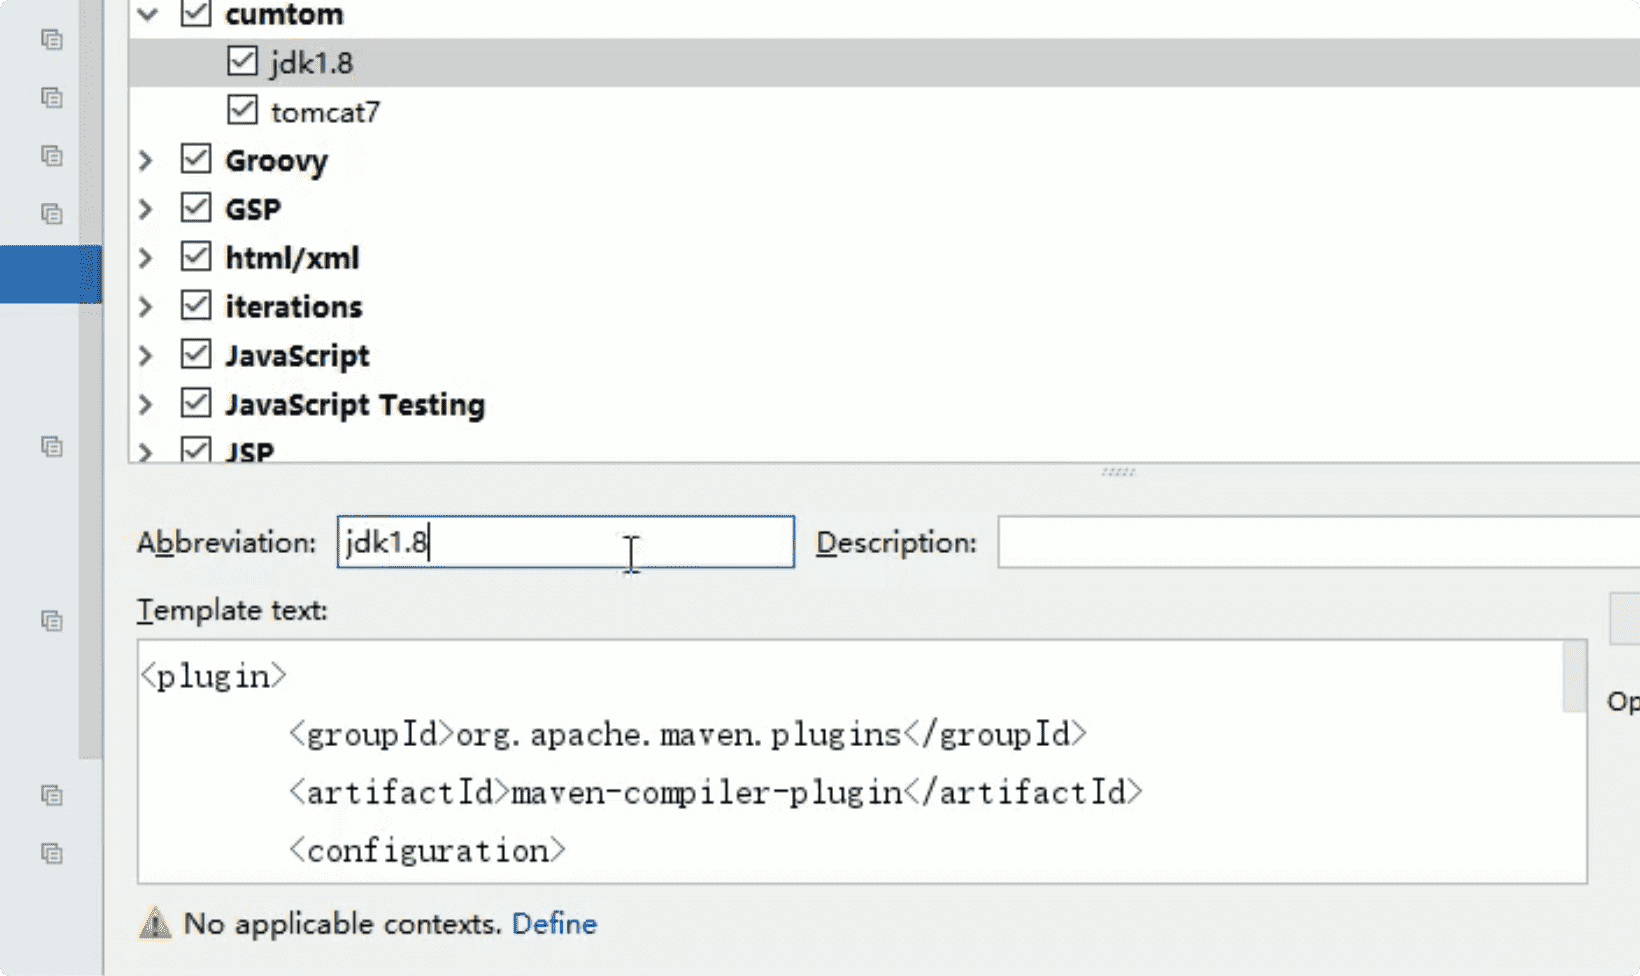 cumtom
jdk1.8
tomcat7
Groovy
GSP
html/xml
iterations
JavaScript
JavaScript Testing
JSP
Abbreviation: jdk1.8 Description:
Template text:
<plugin>
<groupId>org.apache.maven.plugins</groupId>
<artifactId>maven-compiler-plugin</artifactId>
<configuration>
Op
No applicable contexts. Define